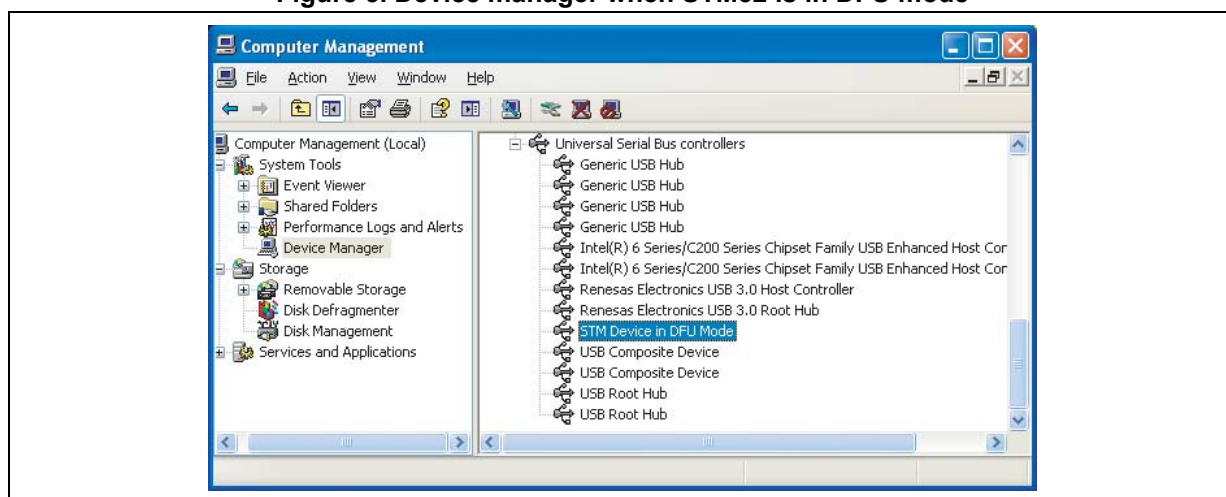 Computer Management
File Action View Window Help
Computer Management (Local)
System Tools
Event Viewer
Shared Folders
Performance Logs and Alerts
Device Manager
Storage
Removable Storage
Disk Defragmenter
Disk Management
Services and Applications
Universal Serial Bus controllers
Generic USB Hub
Generic USB Hub
Generic USB Hub
Generic USB Hub
Intel(R) 6 Series/C200 Series Chipset Family USB Enhanced Host Cor
Intel(R) 6 Series/C200 Series Chipset Family USB Enhanced Host Cor
Renesas Electronics USB 3.0 Host Controller
Renesas Electronics USB 3.0 Root Hub
STM Device in DFU Mode
USB Composite Device
USB Composite Device
USB Root Hub
USB Root Hub